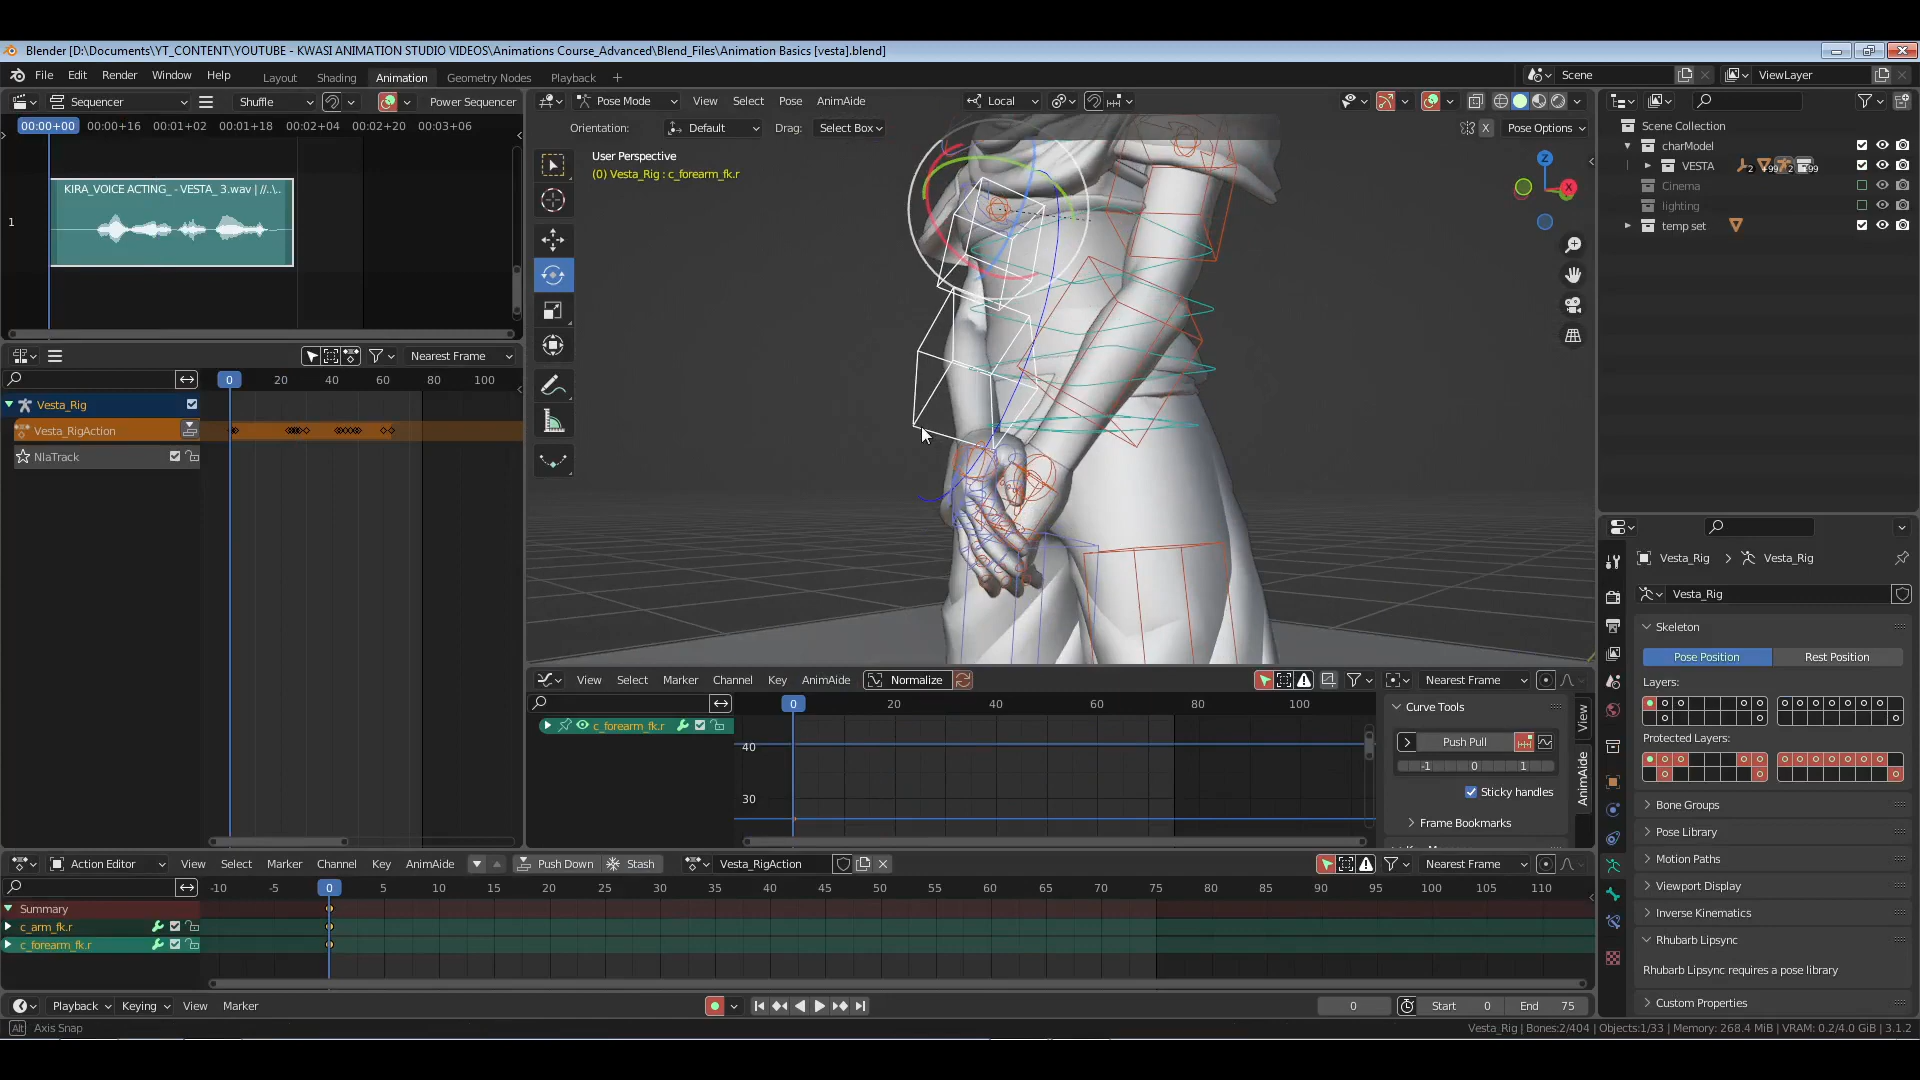 Blender [D:\Documents\YT_CONTENT\YOUTUBE - KWASI ANIMATION STUDIO VIDEOS\Animations Course_Advanced\Blend_Files\Animation Basics [vesta].blend]
File Edit Render Window Help Layout Shading Animation Geometry Nodes Playback + Scene ViewLayer
Sequencer Shuffle Power Sequencer
00:00+00 00:00+16 00:01+02 00:01+18 00:02+04 00:02+20 00:03+06
KIRA_VOICE ACTING_ - VESTA_ 3.wav | //..\..
1
Pose Mode View Select Pose AnimAide Local
Orientation: Default Drag: Select Box X Pose Options
User Perspective
(0) Vesta_Rig : c_forearm_fk.r
Z
X
Scene Collection
charModel
VESTA 2 99 2 99
Cinema
lighting
temp set
Nearest Frame
0 20 40 60 80 100
Vesta_Rig
Vesta_RigAction
NlaTrack
View Select Marker Channel Key AnimAide Normalize Nearest Frame
0 20 40 60 80 100
c_forearm_fk.r
40
30
Curve Tools
Push Pull
-1 0 1
Sticky handles
Frame Bookmarks
View
AnimAide
Vesta_Rig > Vesta_Rig
Vesta_Rig
Skeleton
Pose Position Rest Position
Layers:
Protected Layers:
Bone Groups
Pose Library
Motion Paths
Viewport Display
Inverse Kinematics
Rhubarb Lipsync
Rhubarb Lipsync requires a pose library
Custom Properties
Action Editor View Select Marker Channel Key AnimAide Push Down Stash Vesta_RigAction Nearest Frame
-10 -5 0 5 10 15 20 25 30 35 40 45 50 55 60 65 70 75 80 85 90 95 100 105 110
Summary
c_arm_fk.r
c_forearm_fk.r
Playback Keying View Marker 0 Start 0 End 75
Alt Axis Snap
Vesta_Rig | Bones:2/404 | Objects:1/33 | Memory: 268.4 MiB | VRAM: 0.2/4.0 GiB | 3.1.2